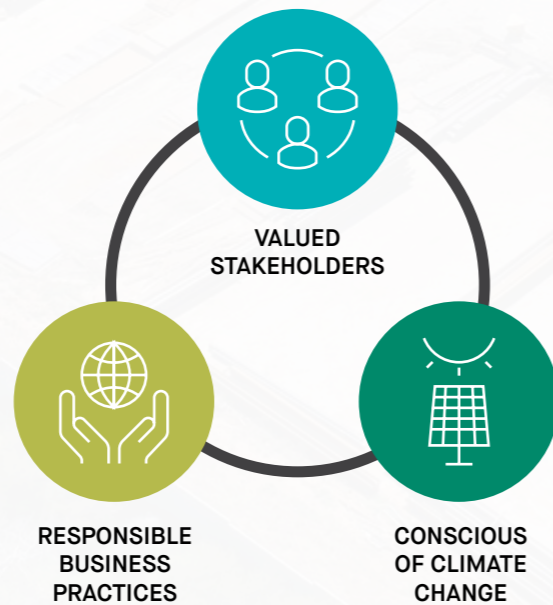 VALUED
STAKEHOLDERS
RESPONSIBLE
BUSINESS
PRACTICES
CONSCIOUS
OF CLIMATE
CHANGE